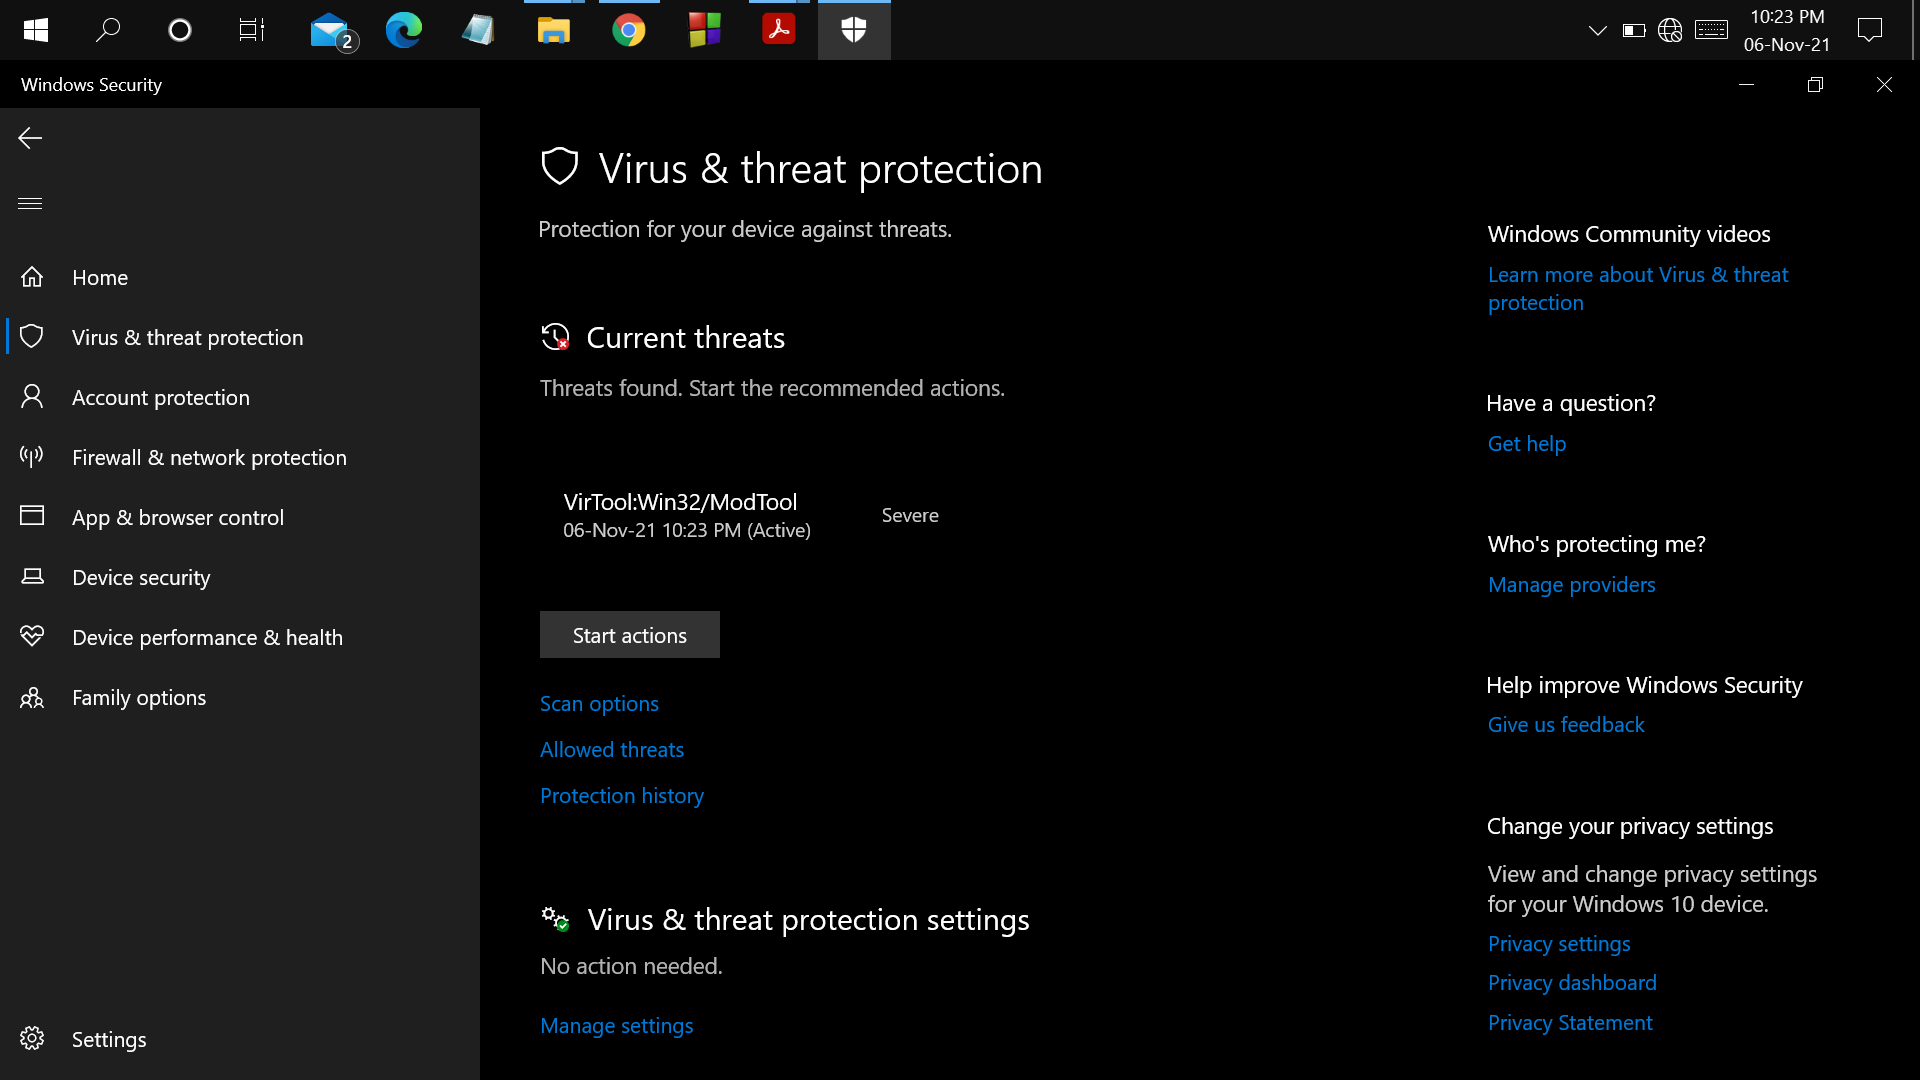 2
10:23 PM
06-Nov-21
Windows Security
Home
Virus & threat protection
Account protection
Firewall & network protection
App & browser control
Device security
Device performance & health
Family options
Settings
Virus & threat protection
Protection for your device against threats.
Current threats
Threats found. Start the recommended actions.
VirTool:Win32/ModTool
06-Nov-21 10:23 PM (Active)
Severe
Start actions
Scan options
Allowed threats
Protection history
Virus & threat protection settings
No action needed.
Manage settings
Windows Community videos
Learn more about Virus & threat
protection
Have a question?
Get help
Who's protecting me?
Manage providers
Help improve Windows Security
Give us feedback
Change your privacy settings
View and change privacy settings
for your Windows 10 device.
Privacy settings
Privacy dashboard
Privacy Statement